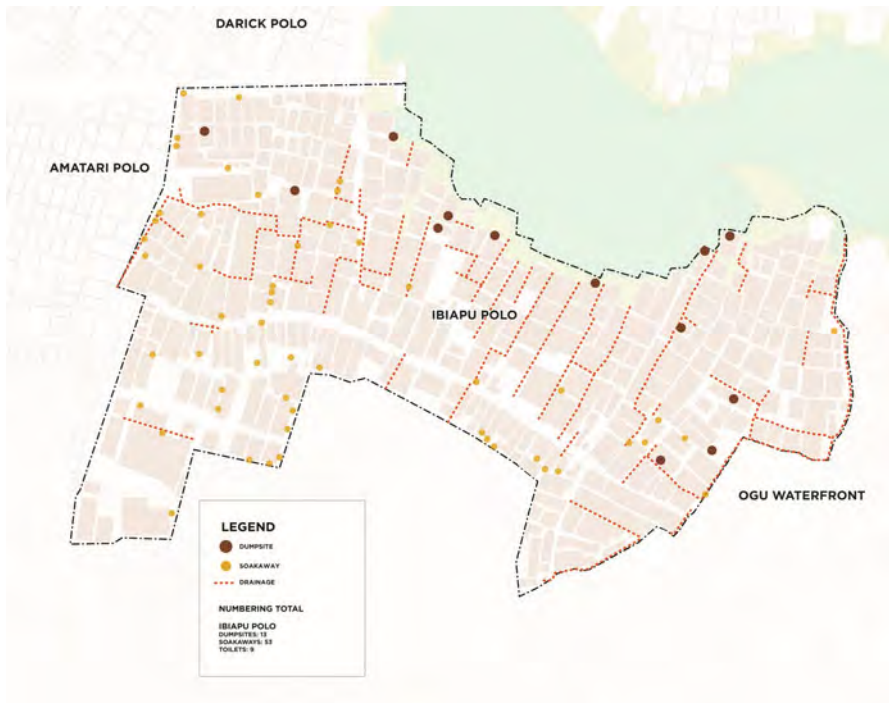 DARICK POLO
AMATARI POLO
IBIAPU POLO
OGU WATERFRONT
LEGEND
DUMPSITE
SOAKAWAY
DRAINAGE
NUMBERING TOTAL
IBIAPU POLO
DUMPSITES: 13
SOAKAWAYS: 53
TOILETS: 9